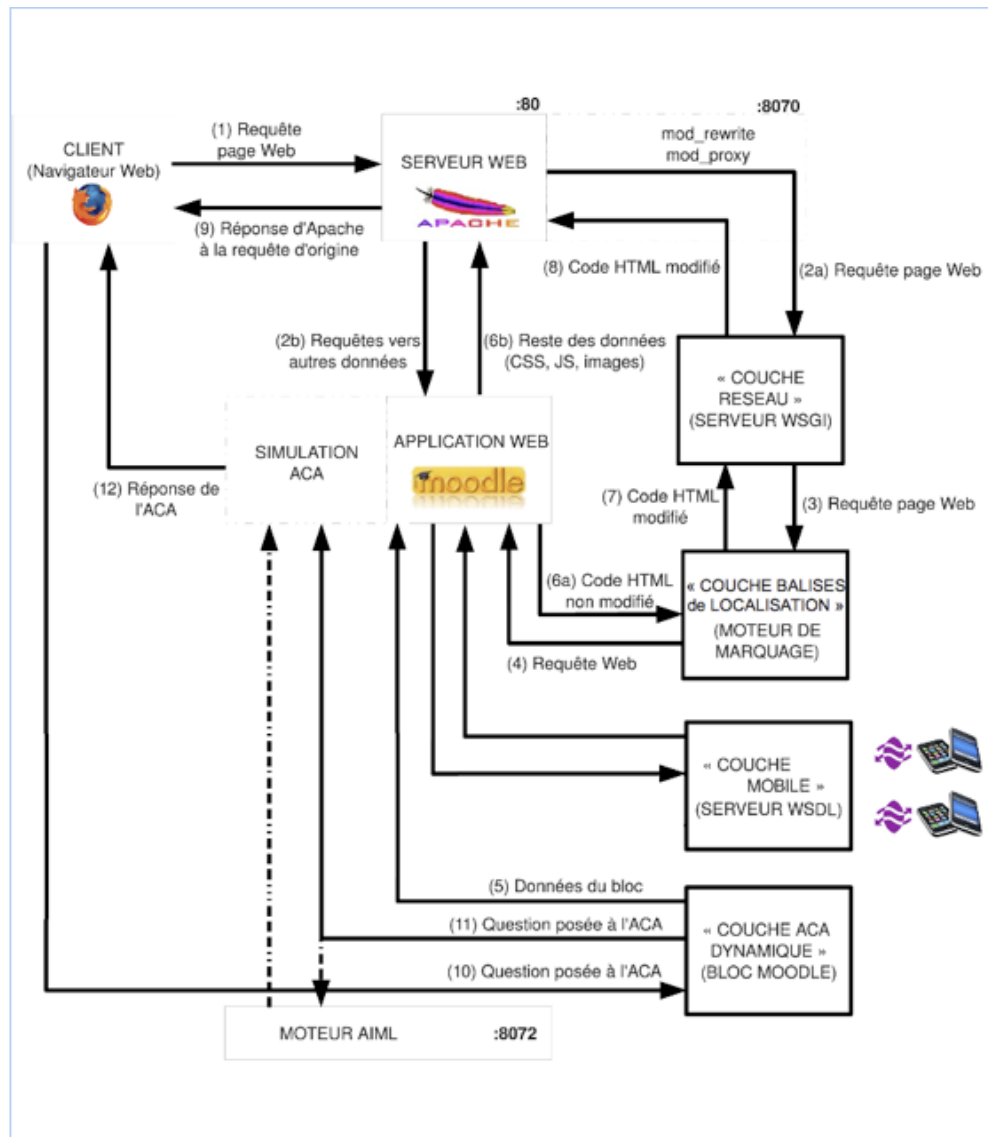 :80
:8070
CLIENT
(Navigateur Web)
(1) Requête
page Web
SERVEUR WEB
APACHE
mod_rewrite
mod_proxy
(9) Réponse d'Apache
à la requête d'origine
(8) Code HTML modifié
(2a) Requête page Web
(2b) Requêtes vers
autres données
(6b) Reste des données
(CSS, JS, images)
« COUCHE
RESEAU »
(SERVEUR WSGI)
SIMULATION
ACA
APPLICATION WEB
moodle
(12) Réponse de
l'ACA
(7) Code HTML
modifié
(3) Requête page Web
(6a) Code HTML
non modifié
« COUCHE BALISES
de LOCALISATION »
(MOTEUR DE
MARQUAGE)
(4) Requête Web
« COUCHE
MOBILE »
(SERVEUR WSDL)
(5) Données du bloc
(11) Question posée à l'ACA
« COUCHE ACA
DYNAMIQUE »
(BLOC MOODLE)
(10) Question posée à l'ACA
MOTEUR AIML
:8072